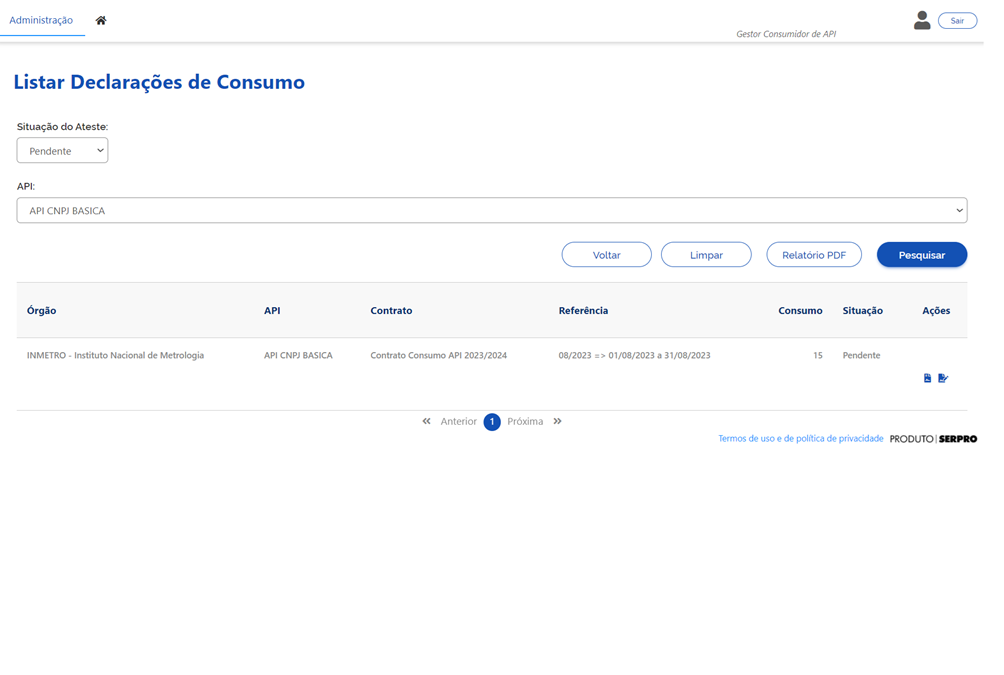 Administração
Gestor Consumidor de API
Sair
Listar Declarações de Consumo
Situação do Ateste:
Pendente
API:
API CNPJ BASICA
Voltar Limpar Relatório PDF Pesquisar
Órgão API Contrato Referência Consumo Situação Ações
INMETRO - Instituto Nacional de Metrologia API CNPJ BASICA Contrato Consumo API 2023/2024 08/2023 => 01/08/2023 a 31/08/2023 15 Pendente
« Anterior 1 Próxima »
Termos de uso e de política de privacidade PRODUTO | SERPRO